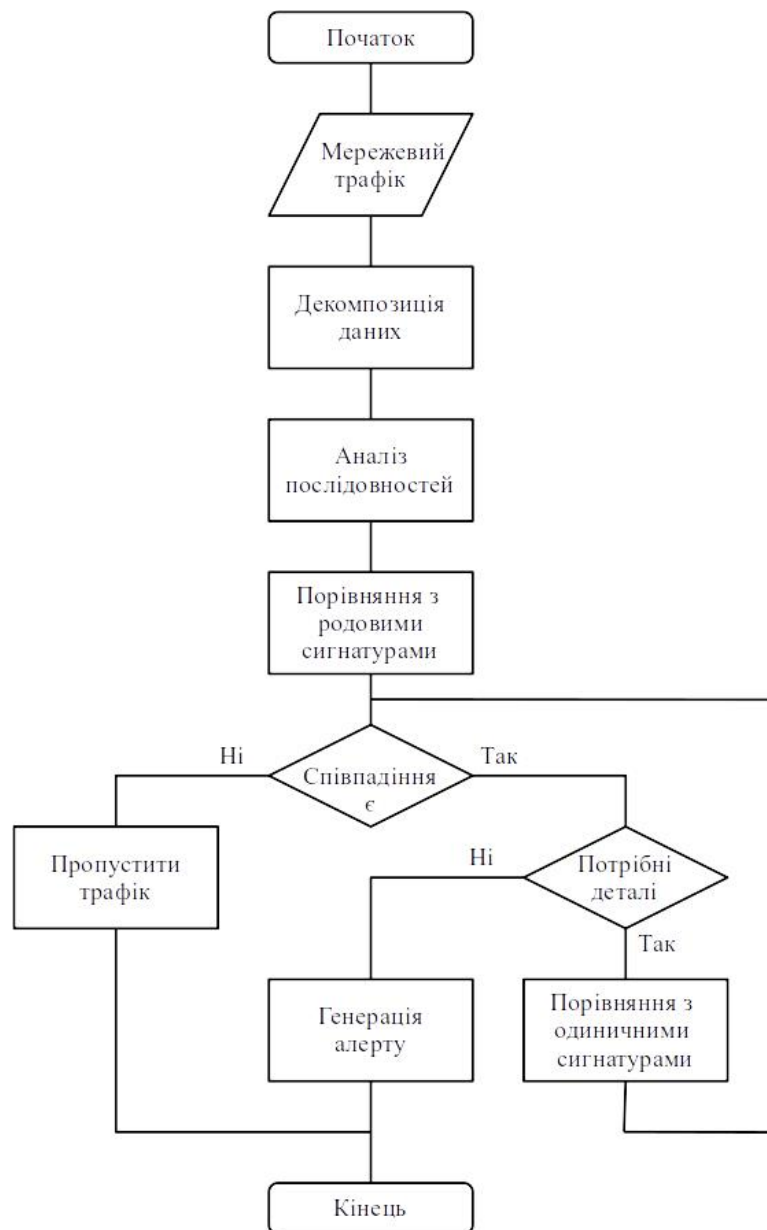 Початок
Мережевий
трафік
Декомпозиція
даних
Аналіз
послідовностей
Порівняння з
родовими
сигнатурами
Ні
Так
Співпадіння
є
Пропустити
трафік
Ні
Потрібні
деталі
Так
Генерація
алерту
Порівняння з
одиничними
сигнатурами
Кінець